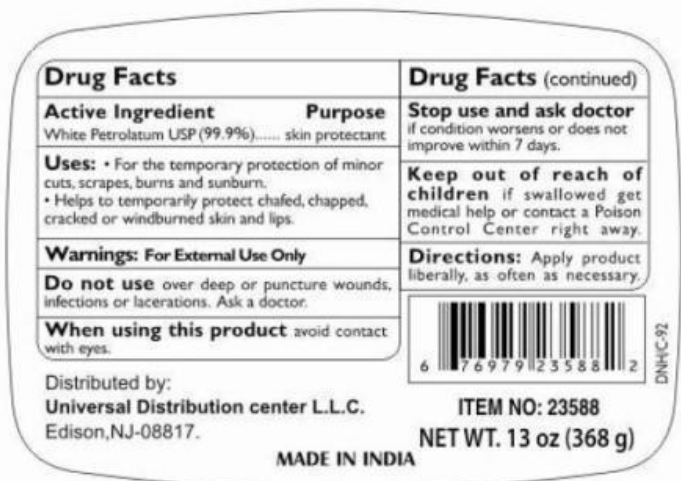 Drug Facts
Active Ingredient Purpose
White Petrolatum USP (99.9%)...... skin protectant
Uses: • For the temporary protection of minor
cuts, scrapes, burns and sunburn.
• Helps to temporarily protect chafed, chapped,
cracked or windburned skin and lips.
Warnings: For External Use Only
Do not use over deep or puncture wounds,
infections or lacerations. Ask a doctor.
When using this product avoid contact
with eyes.
Distributed by:
Universal Distribution center L.L.C.
Edison,NJ-08817.
Drug Facts (continued)
Stop use and ask doctor
if condition worsens or does not
improve within 7 days.
Keep out of reach of
children if swallowed get
medical help or contact a Poison
Control Center right away.
Directions: Apply product
liberally, as often as necessary.
6 76979 23588 2
DNH/C-92
ITEM NO: 23588
NET WT. 13 oz (368 g)
MADE IN INDIA